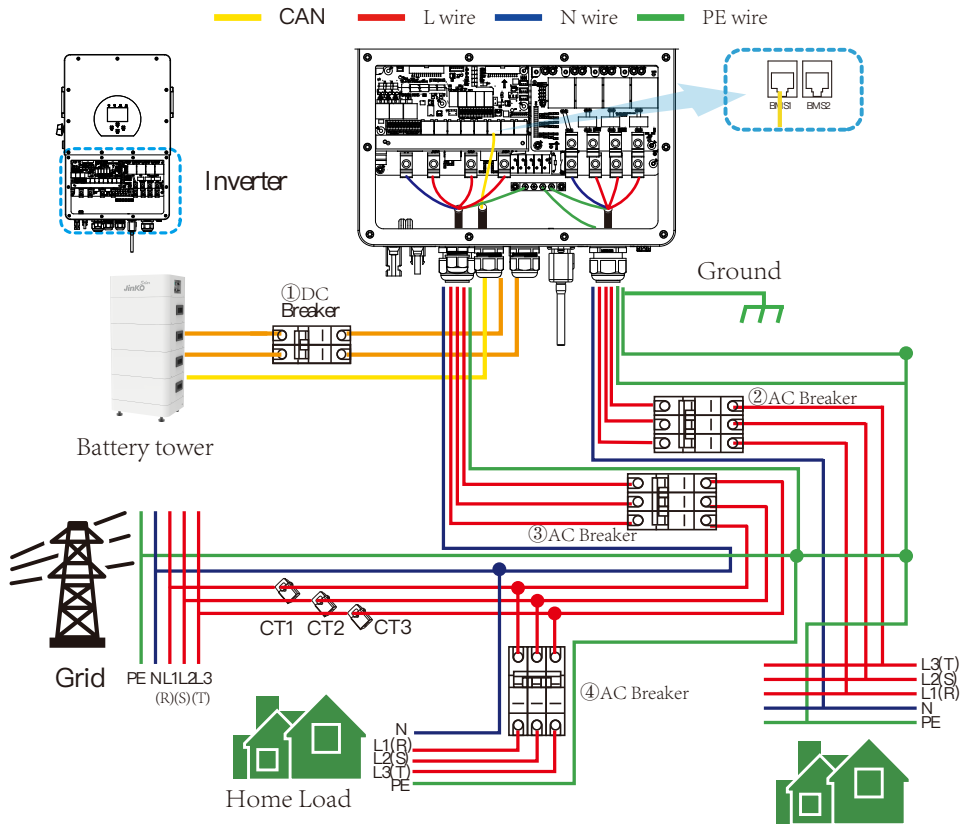 CAN
L wire
N wire
PE wire
BMS1
BMS2
Inverter
Ground
JinKO
①DC
Breaker
②AC Breaker
Battery tower
③AC Breaker
CT1
CT2
CT3
Grid
PE
N
L1
L2
L3
(R)
(S)
(T)
④AC Breaker
L3(T)
L2(S)
L1(R)
N
PE
N
L1(R)
L2(S)
L3(T)
PE
Home Load